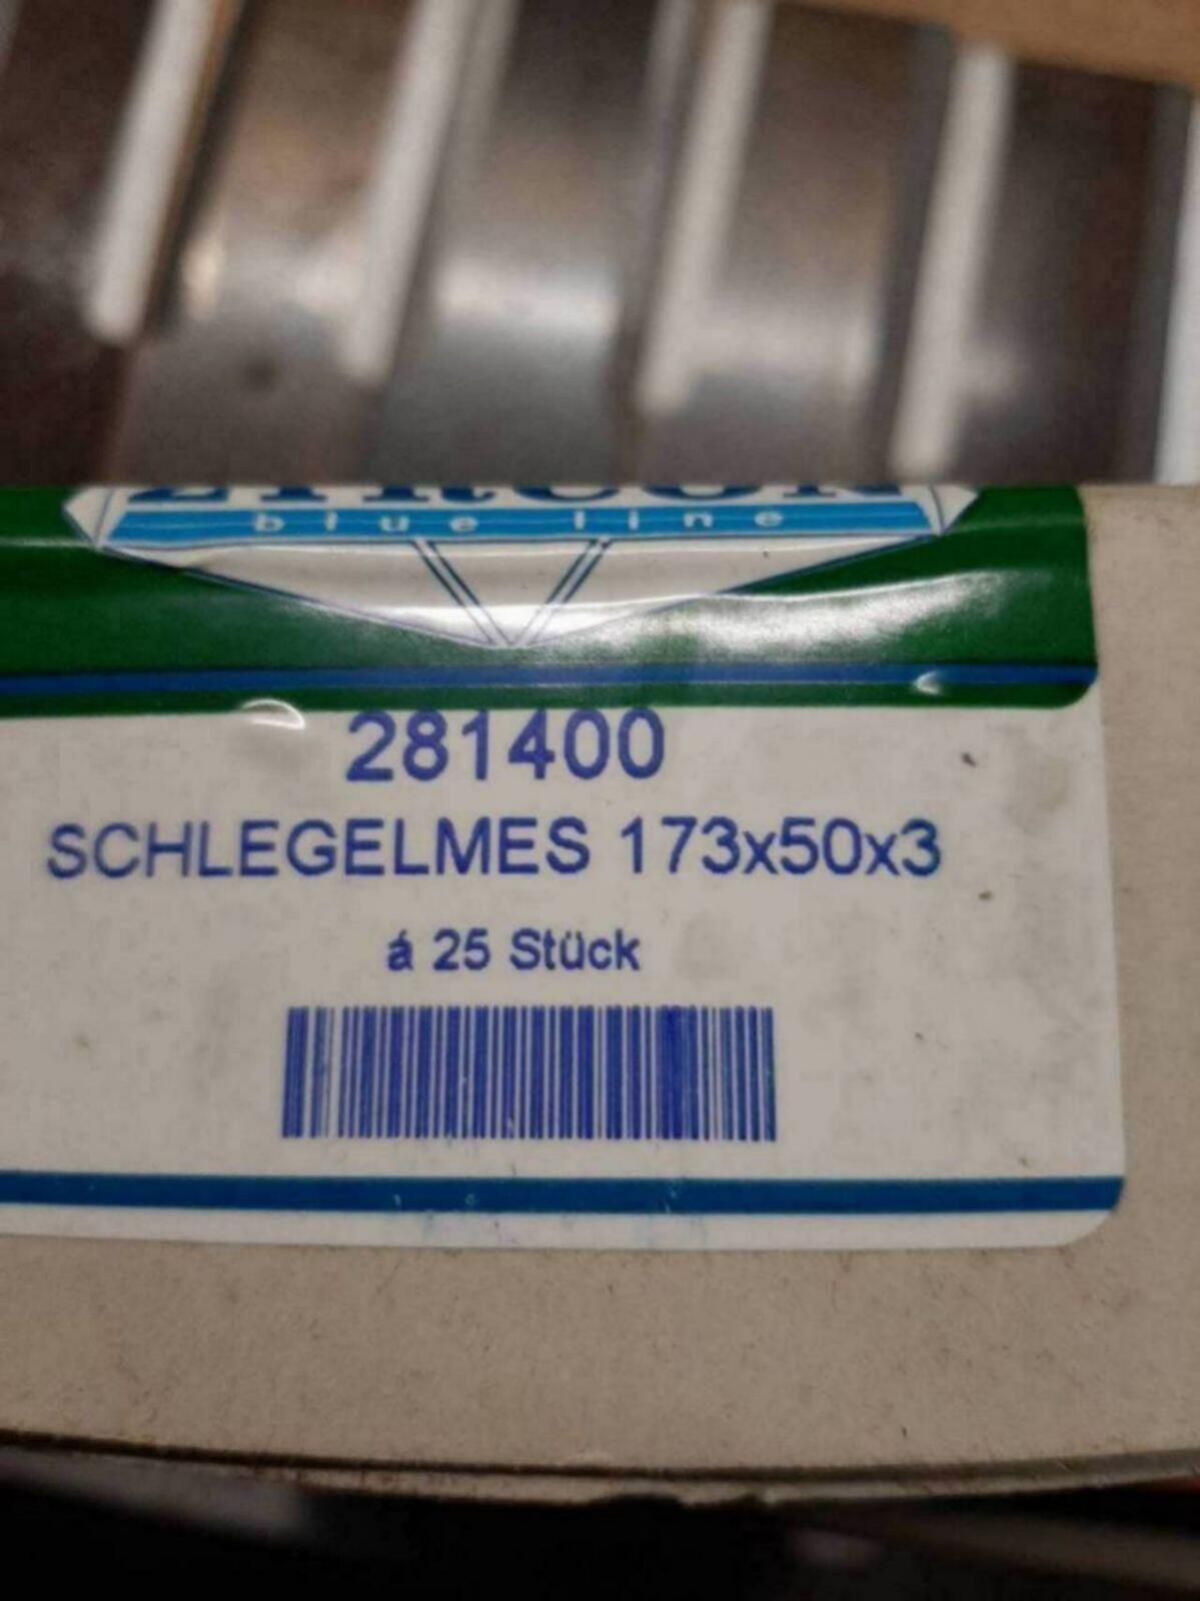 blue line
281400
SCHLEGELMES 173x50x3
á 25 Stück